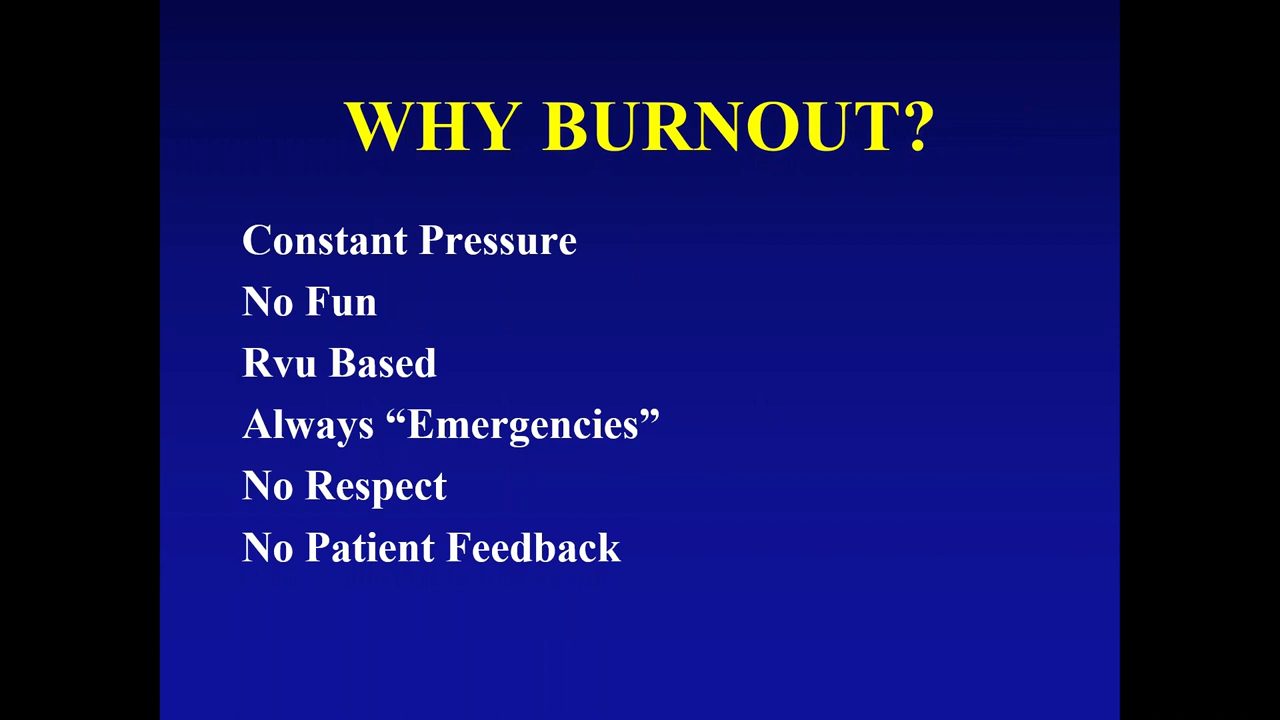 WHY BURNOUT?
Constant Pressure
No Fun
Rvu Based
Always “Emergencies”
No Respect
No Patient Feedback